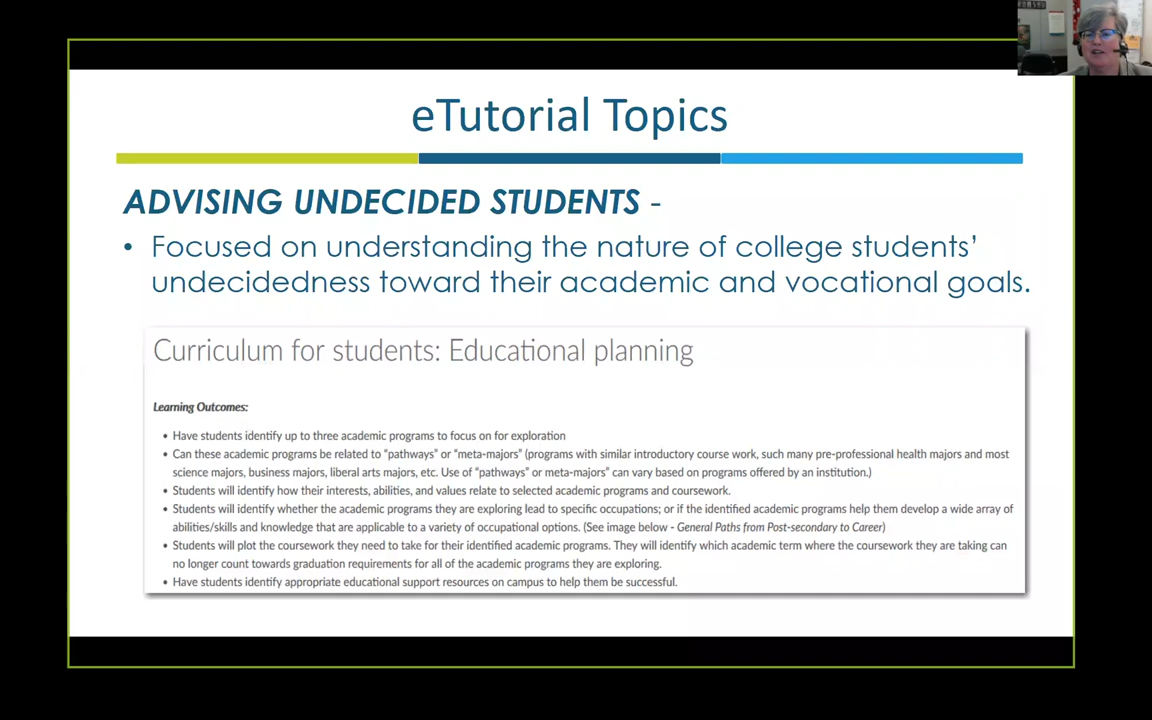 eTutorial Topics
ADVISING UNDECIDED STUDENTS -
• Focused on understanding the nature of college students’
undecidedness toward their academic and vocational goals.
Curriculum for students: Educational planning
Learning Outcomes:
• Have students identify up to three academic programs to focus on for exploration
• Can these academic programs be related to “pathways” or “meta-majors” (programs with similar introductory course work, such many pre-professional health majors and most
science majors, business majors, liberal arts majors, etc. Use of “pathways” or meta-majors” can vary based on programs offered by an institution.)
• Students will identify how their interests, abilities, and values relate to selected academic programs and coursework.
• Students will identify whether the academic programs they are exploring lead to specific occupations; or if the identified academic programs help them develop a wide array of
abilities/skills and knowledge that are applicable to a variety of occupational options. (See image below - General Paths from Post-secondary to Career)
• Students will plot the coursework they need to take for their identified academic programs. They will identify which academic term where the coursework they are taking can
no longer count towards graduation requirements for all of the academic programs they are exploring.
• Have students identify appropriate educational support resources on campus to help them be successful.